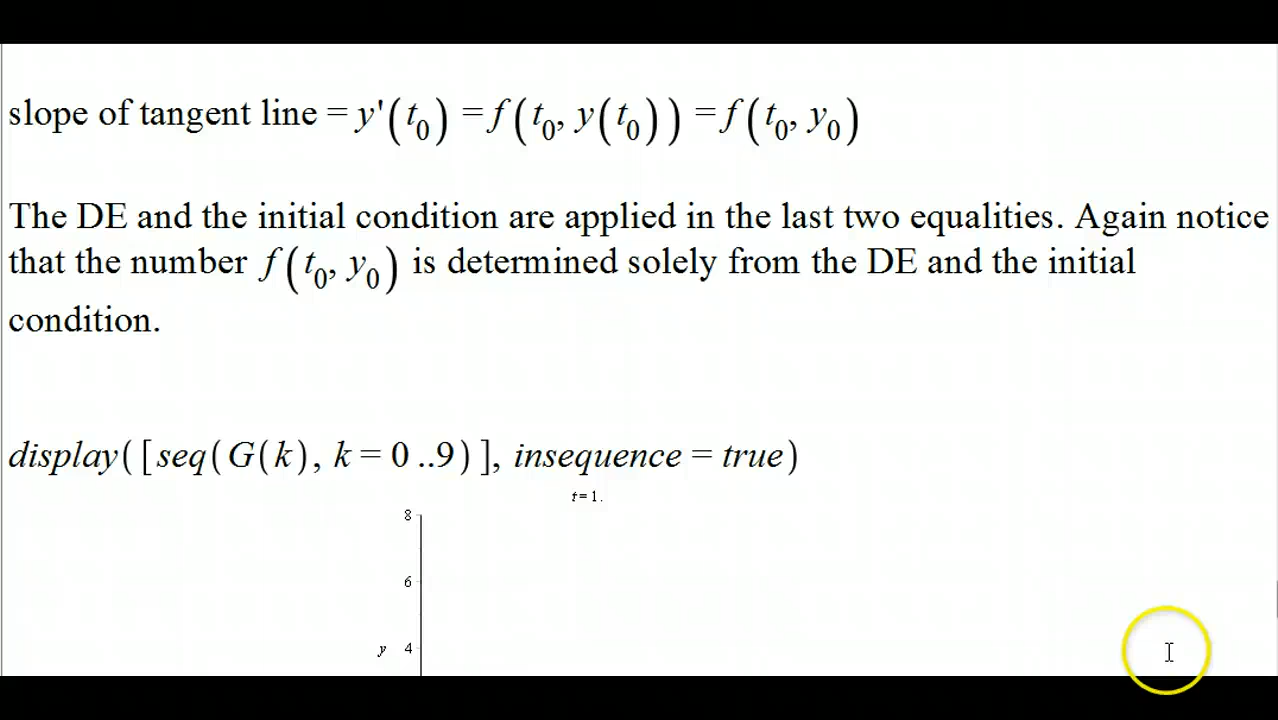 slope of tangent line = y'(t₀) = f(t₀, y(t₀)) = f(t₀, y₀)
The DE and the initial condition are applied in the last two equalities. Again notice
that the number f(t₀, y₀) is determined solely from the DE and the initial
condition.
display([seq(G(k), k = 0 ..9)], insequence = true)
t = 1.
8
6
y 4